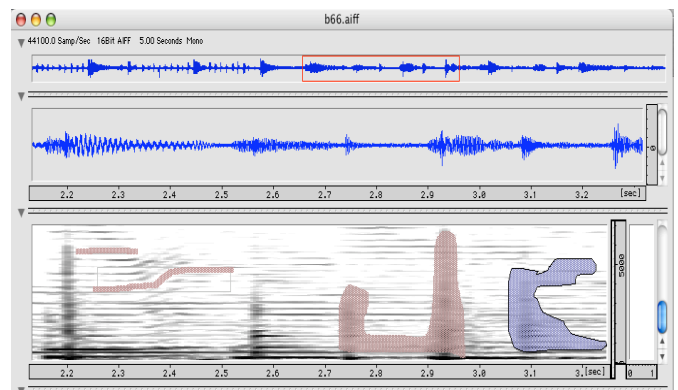 b66.aiff
44100.0 Samp/Sec 16Bit AIFF 5.00 Seconds Mono
0
2.2 2.3 2.4 2.5 2.6 2.7 2.8 2.9 3.0 3.1 3.2 [sec]
5000
0
2.2 2.3 2.4 2.5 2.6 2.7 2.8 2.9 3.0 3.1 3. [sec] 0 1